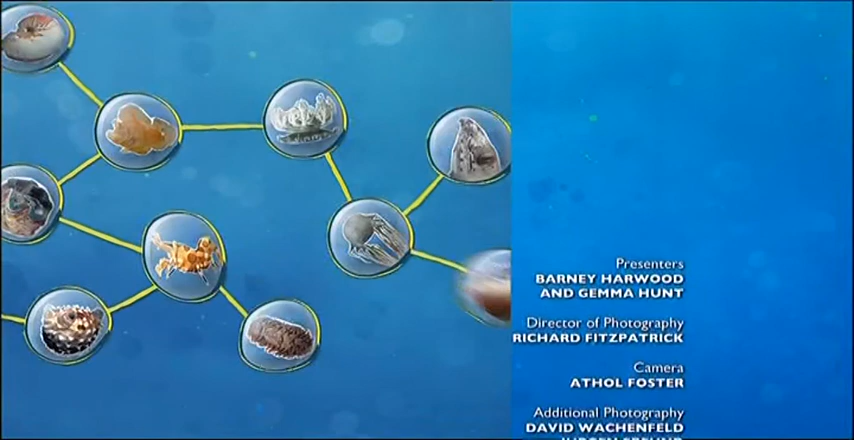 Presenters
BARNEY HARWOOD
AND GEMMA HUNT
Director of Photography
RICHARD FITZPATRICK
Camera
ATHOL FOSTER
Additional Photography
DAVID WACHENFELD